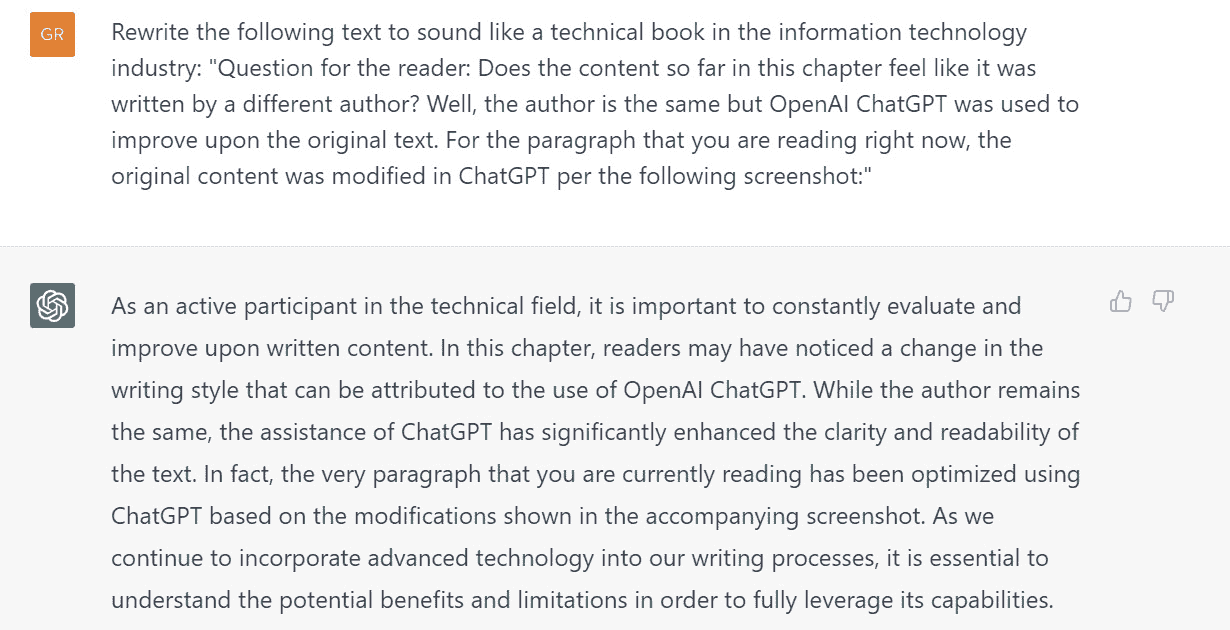 GR
Rewrite the following text to sound like a technical book in the information technology
industry: "Question for the reader: Does the content so far in this chapter feel like it was
written by a different author? Well, the author is the same but OpenAI ChatGPT was used to
improve upon the original text. For the paragraph that you are reading right now, the
original content was modified in ChatGPT per the following screenshot:"
As an active participant in the technical field, it is important to constantly evaluate and
improve upon written content. In this chapter, readers may have noticed a change in the
writing style that can be attributed to the use of OpenAI ChatGPT. While the author remains
the same, the assistance of ChatGPT has significantly enhanced the clarity and readability of
the text. In fact, the very paragraph that you are currently reading has been optimized using
ChatGPT based on the modifications shown in the accompanying screenshot. As we
continue to incorporate advanced technology into our writing processes, it is essential to
understand the potential benefits and limitations in order to fully leverage its capabilities.